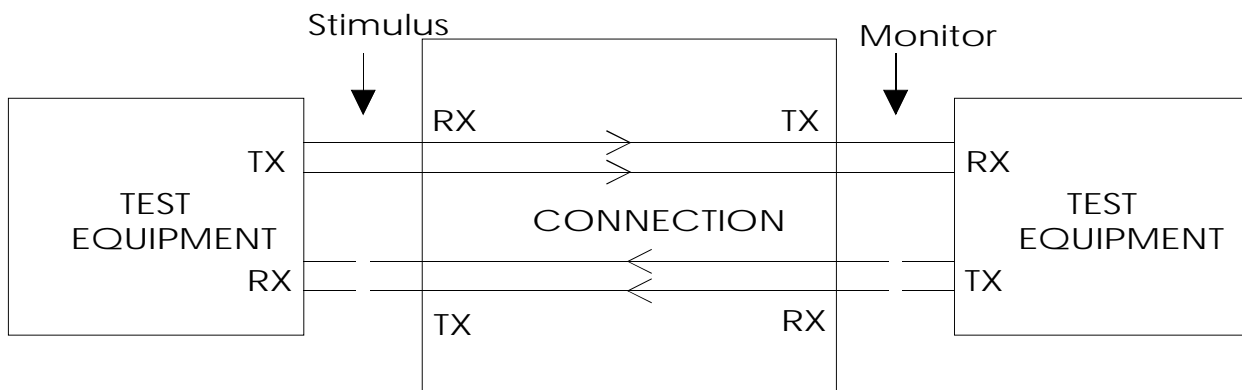 Stimulus
Monitor
RX
TX
TX
RX
TEST
EQUIPMENT
CONNECTION
TEST
EQUIPMENT
RX
TX
TX
RX